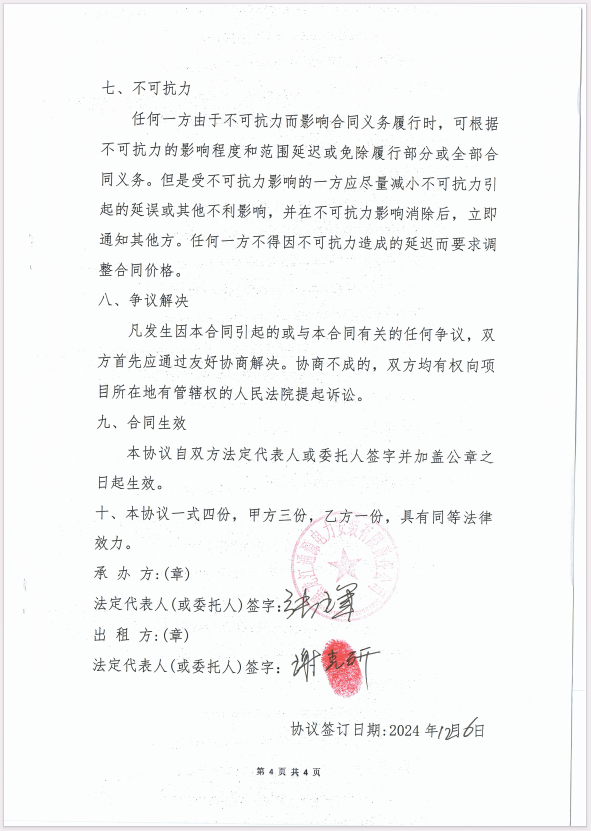 七、不可抗力
任何一方由于不可抗力而影响合同义务履行时，可根据
不可抗力的影响程度和范围延迟或免除履行部分或全部合
同义务。但是受不可抗力影响的一方应尽量减小不可抗力引
起的延误或其他不利影响，并在不可抗力影响消除后，立即
通知其他方。任何一方不得因不可抗力造成的延迟而要求调
整合同价格。
八、争议解决
凡发生因本合同引起的或与本合同有关的任何争议，双
方首先应通过友好协商解决。协商不成的，双方均有权向项
目所在地有管辖权的人民法院提起诉讼。
九、合同生效
本协议自双方法定代表人或委托人签字并加盖公章之
日起生效。
十、本协议一式四份，甲方三份，乙方一份，具有同等法律
效力。
承 办 方:(章)
法定代表人(或委托人)签字:
出 租 方:(章)
法定代表人(或委托人)签字: 谢克研
协议签订日期:2024 年12月6日
第 4 页 共 4 页